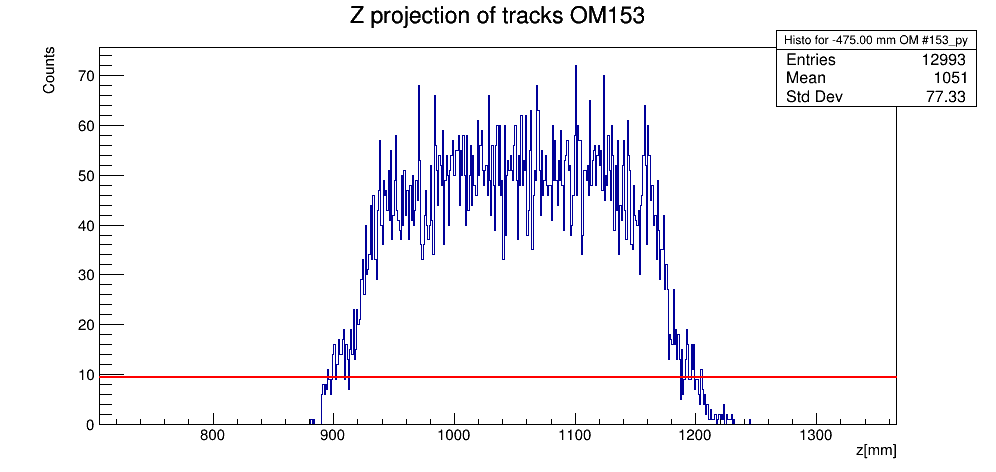 Z projection of tracks OM153
Histo for -475.00 mm OM #153_py
Entries 12993
Mean 1051
Std Dev 77.33
Counts
70
60
50
40
30
20
10
0
800 900 1000 1100 1200 1300
z[mm]